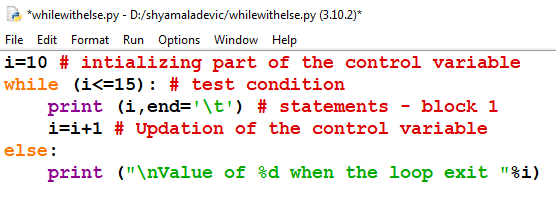 *whilewithelse.py - D:/shyamaladevic/whilewithelse.py (3.10.2)*
File Edit Format Run Options Window Help
i=10 # intializing part of the control variable
while (i<=15): # test condition
    print (i,end='\t') # statements - block 1
    i=i+1 # Updation of the control variable
else:
    print ("\nValue of %d when the loop exit "%i)